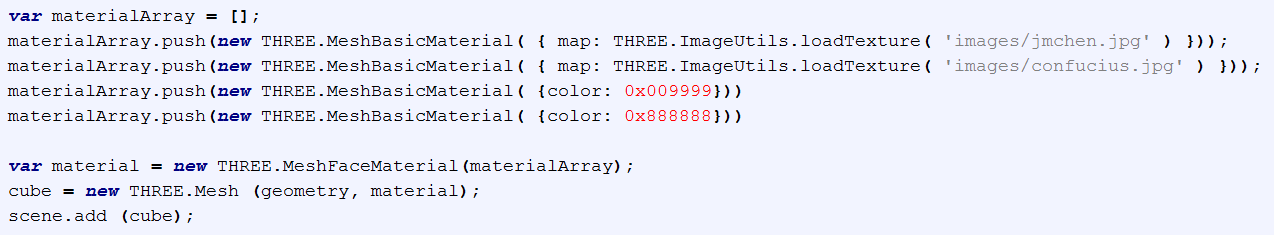 var materialArray = [];
materialArray.push(new THREE.MeshBasicMaterial( { map: THREE.ImageUtils.loadTexture( 'images/jmchen.jpg' ) }));
materialArray.push(new THREE.MeshBasicMaterial( { map: THREE.ImageUtils.loadTexture( 'images/confucius.jpg' ) }));
materialArray.push(new THREE.MeshBasicMaterial( {color: 0x009999}))
materialArray.push(new THREE.MeshBasicMaterial( {color: 0x888888}))
var material = new THREE.MeshFaceMaterial(materialArray);
cube = new THREE.Mesh (geometry, material);
scene.add (cube);